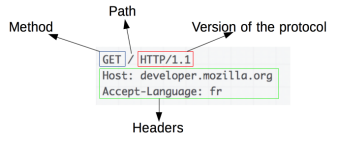 Path
Method
Version of the protocol
GET / HTTP/1.1
Host: developer.mozilla.org
Accept-Language: fr
Headers